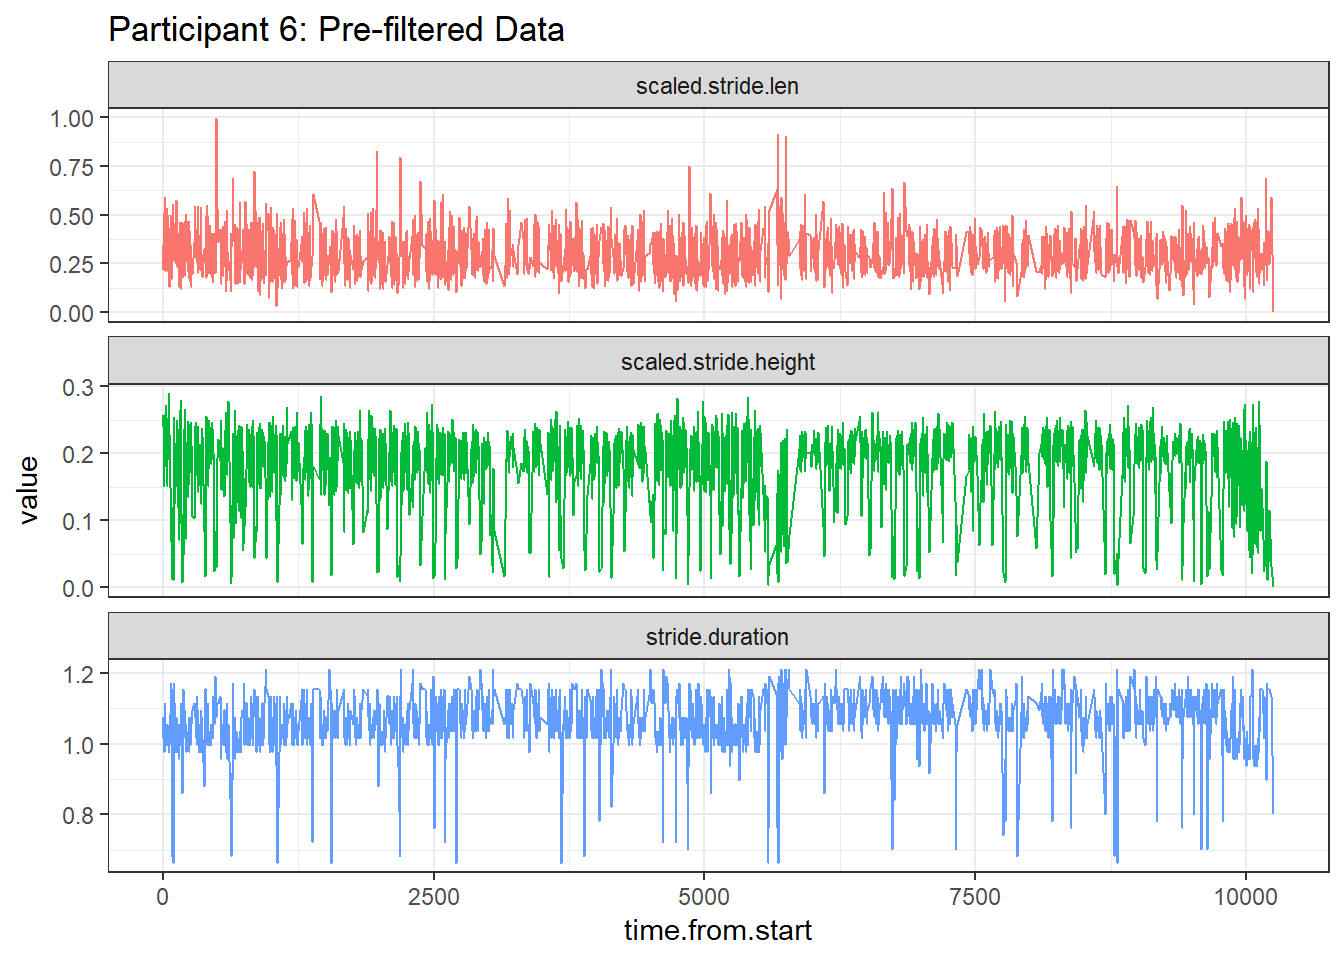 Participant 6: Pre-filtered Data
scaled.stride.len
1.00
0.75
0.50
0.25
0.00
scaled.stride.height
0.3
0.2
0.1
0.0
value
stride.duration
1.2
1.0
0.8
0
2500
5000
7500
10000
time.from.start